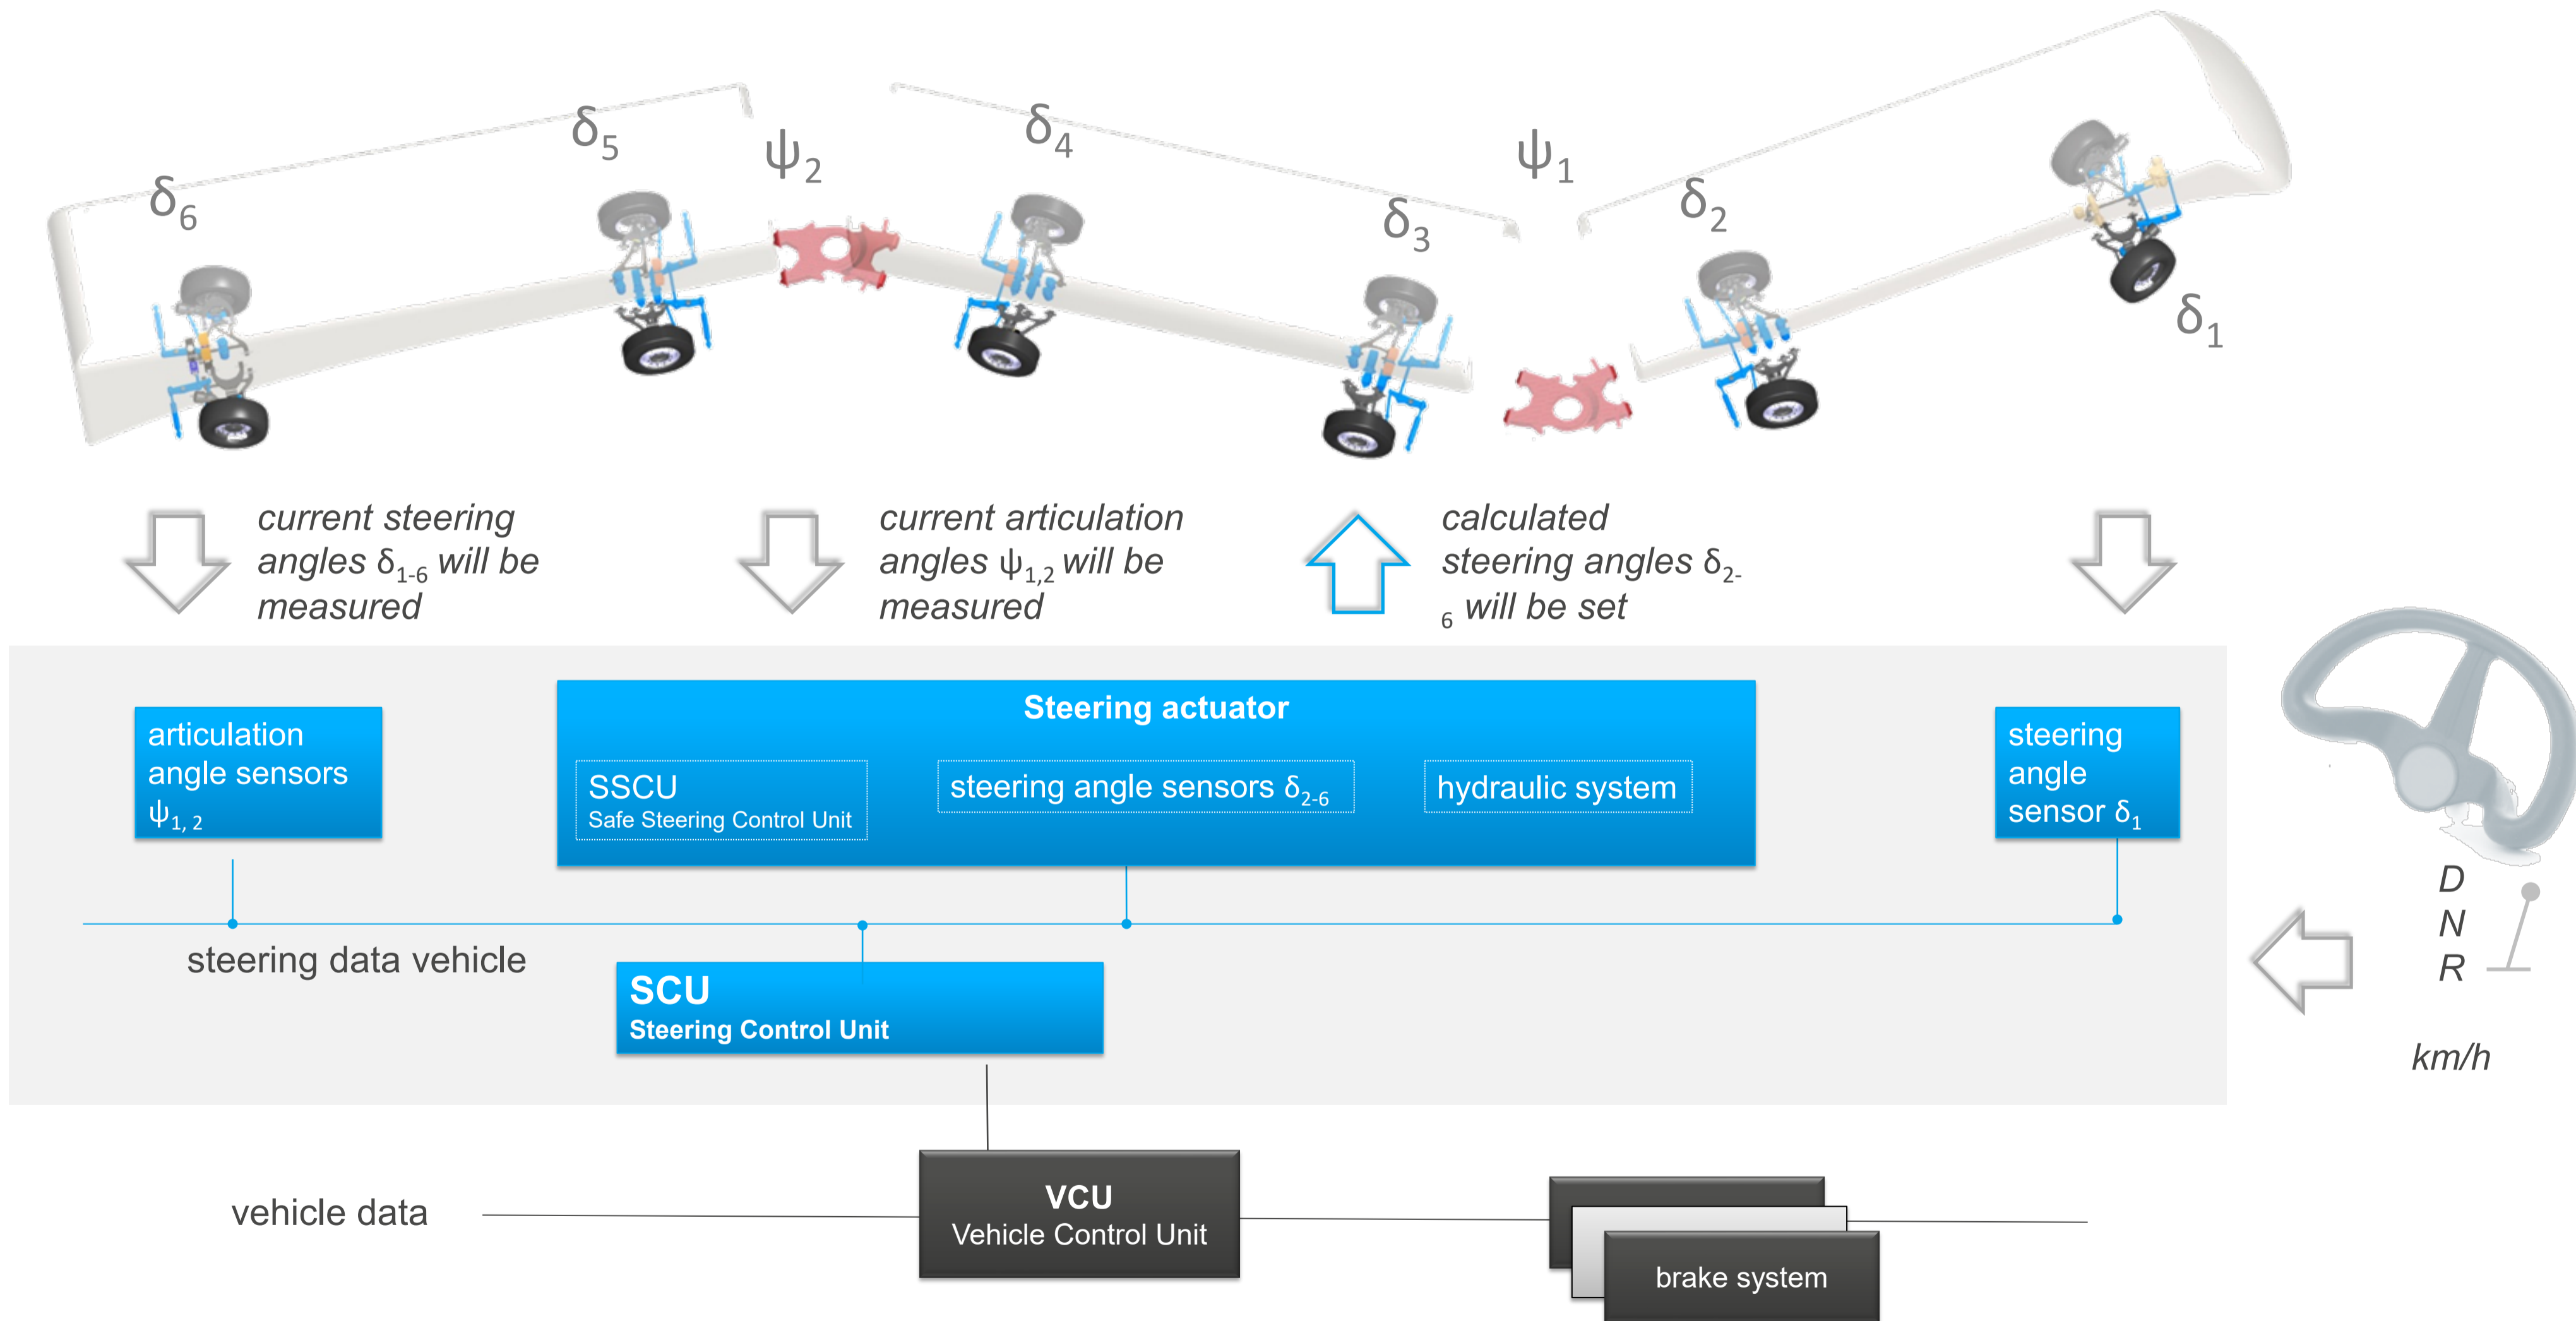 δ5
ψ2
δ4
ψ1
δ6
δ3
δ2
δ1
current steering
angles δ1-6 will be
measured
current articulation
angles ψ1,2 will be
measured
calculated
steering angles δ2-
6 will be set
articulation
angle sensors
ψ1, 2
Steering actuator
SSCU
Safe Steering Control Unit
steering angle sensors δ2-6
hydraulic system
steering
angle
sensor δ1
D
N
R
km/h
steering data vehicle
SCU
Steering Control Unit
vehicle data
VCU
Vehicle Control Unit
brake system